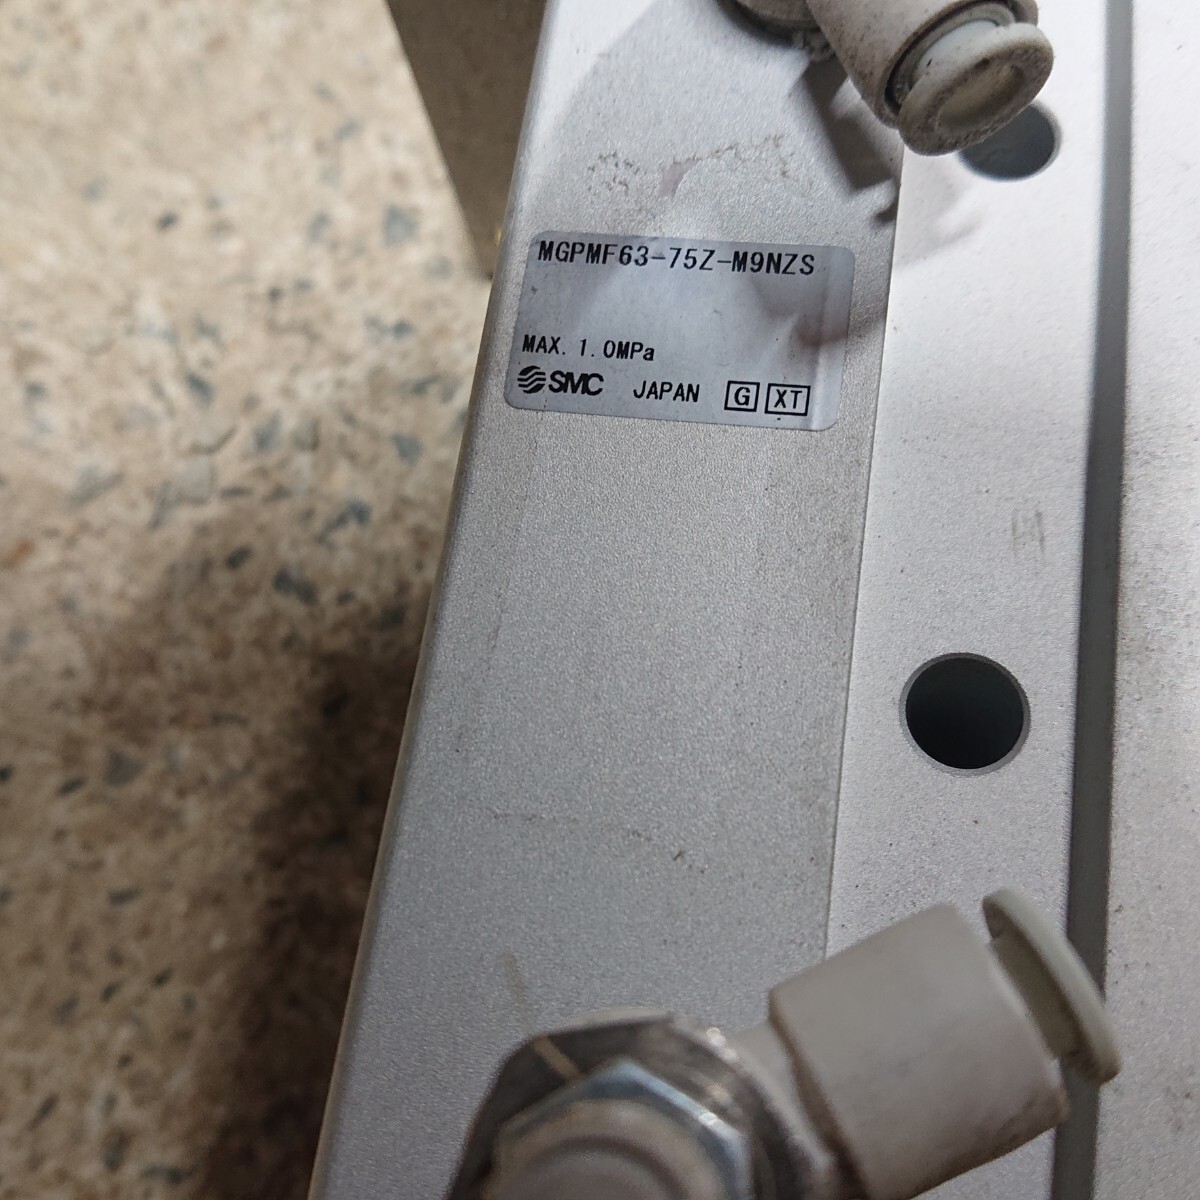 MGPMF63-75Z-M9NZS
MAX. 1.0MPa
SMC JAPAN G XT